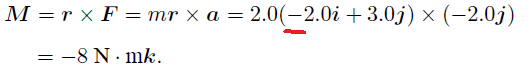 M = r × F = mr × a = 2.0(−2.0i + 3.0j) × (−2.0j)
= −8 N · mk.